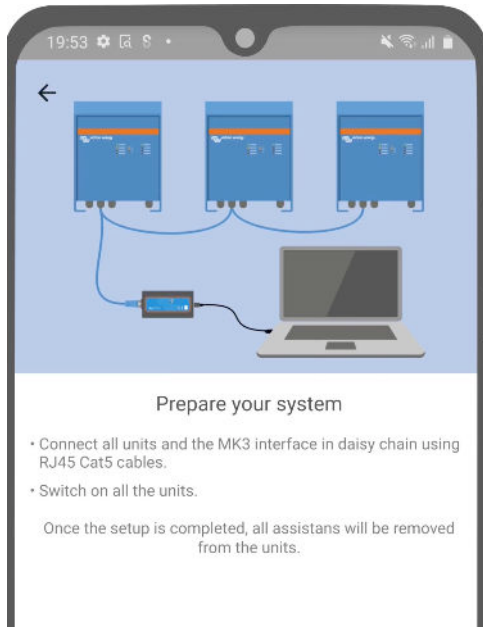 19:53
Prepare your system
• Connect all units and the MK3 interface in daisy chain using
RJ45 Cat5 cables.
• Switch on all the units.
Once the setup is completed, all assistans will be removed
from the units.